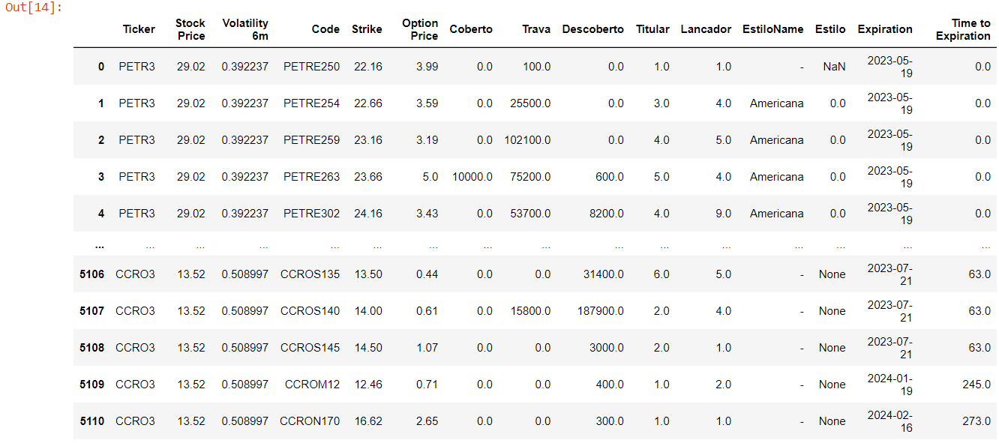 Out[14]:
Ticker Stock Price Volatility 6m Code Strike Option Price Coberto Trava Descoberto Titular Lancador EstiloName Estilo Expiration Time to Expiration
0 PETR3 29.02 0.392237 PETRE250 22.16 3.99 0.0 100.0 0.0 1.0 1.0 - NaN 2023-05-19 0.0
1 PETR3 29.02 0.392237 PETRE254 22.66 3.59 0.0 25500.0 0.0 3.0 4.0 Americana 0.0 2023-05-19 0.0
2 PETR3 29.02 0.392237 PETRE259 23.16 3.19 0.0 102100.0 0.0 4.0 5.0 Americana 0.0 2023-05-19 0.0
3 PETR3 29.02 0.392237 PETRE263 23.66 5.0 10000.0 75200.0 600.0 5.0 4.0 Americana 0.0 2023-05-19 0.0
4 PETR3 29.02 0.392237 PETRE302 24.16 3.43 0.0 53700.0 8200.0 4.0 9.0 Americana 0.0 2023-05-19 0.0
... ... ... ... ... ... ... ... ... ... ... ... ... ... ... ...
5106 CCRO3 13.52 0.508997 CCROS135 13.50 0.44 0.0 0.0 31400.0 6.0 5.0 - None 2023-07-21 63.0
5107 CCRO3 13.52 0.508997 CCROS140 14.00 0.61 0.0 15800.0 187900.0 2.0 4.0 - None 2023-07-21 63.0
5108 CCRO3 13.52 0.508997 CCROS145 14.50 1.07 0.0 0.0 3000.0 2.0 1.0 - None 2023-07-21 63.0
5109 CCRO3 13.52 0.508997 CCROM12 12.46 0.71 0.0 0.0 400.0 1.0 2.0 - None 2024-01-19 245.0
5110 CCRO3 13.52 0.508997 CCRON170 16.62 2.65 0.0 0.0 300.0 1.0 1.0 - None 2024-02-16 273.0